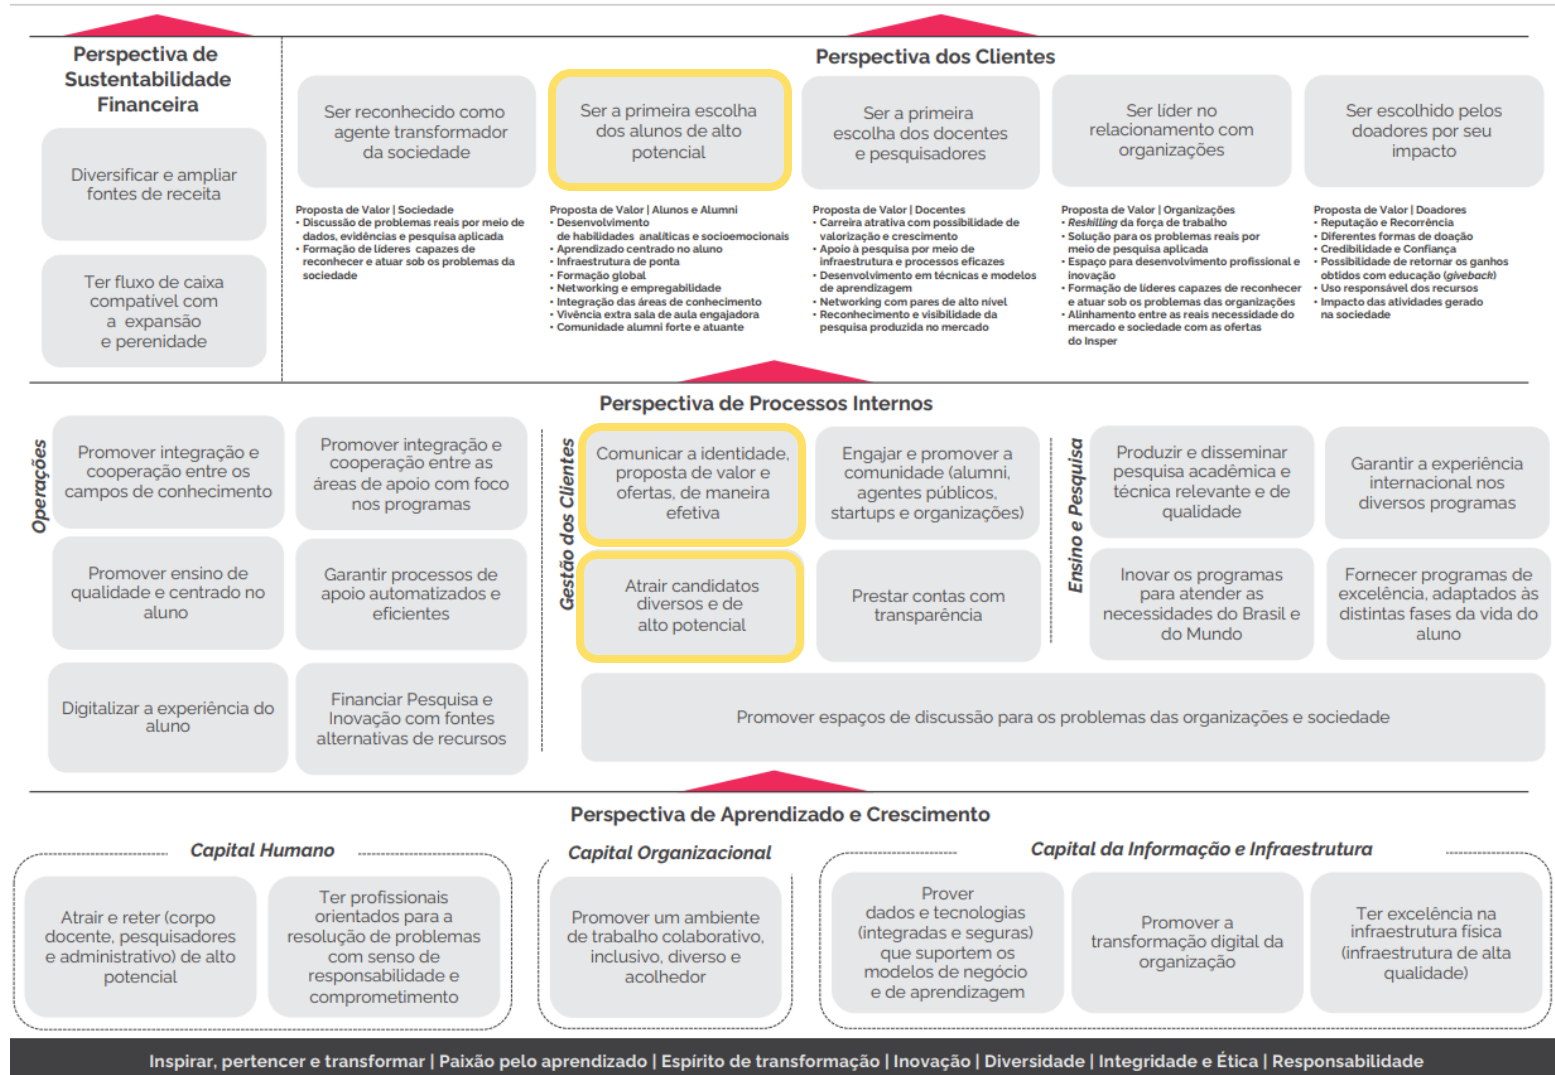 Perspectiva de
Sustentabilidade
Financeira
Diversificar e ampliar
fontes de receita
Ter fluxo de caixa
compatível com
a expansão
e perenidade
Perspectiva dos Clientes
Ser reconhecido como
agente transformador
da sociedade
Proposta de Valor | Sociedade
• Discussão de problemas reais por meio de
dados, evidências e pesquisa aplicada
• Formação de líderes capazes de
reconhecer e atuar sob os problemas da
sociedade
Ser a primeira escolha
dos alunos de alto
potencial
Proposta de Valor | Alunos e Alumni
• Desenvolvimento
de habilidades analíticas e socioemocionais
• Aprendizado centrado no aluno
• Infraestrutura de ponta
• Formação global
• Networking e empregabilidade
• Integração das áreas de conhecimento
• Vivência extra sala de aula engajadora
• Comunidade alumni forte e atuante
Ser a primeira
escolha dos docentes
e pesquisadores
Proposta de Valor | Docentes
• Carreira atrativa com possibilidade de
valorização e crescimento
• Apoio à pesquisa por meio de
infraestrutura e processos eficazes
• Desenvolvimento em técnicas e modelos
de aprendizagem
• Networking com pares de alto nível
• Reconhecimento e visibilidade da
pesquisa produzida no mercado
Ser líder no
relacionamento com
organizações
Proposta de Valor | Organizações
• Reskilling da força de trabalho
• Solução para os problemas reais por
meio de pesquisa aplicada
• Espaço para desenvolvimento profissional e
inovação
• Formação de líderes capazes de reconhecer
e atuar sob os problemas das organizações
• Alinhamento entre as reais necessidade do
mercado e sociedade com as ofertas
do Insper
Ser escolhido pelos
doadores por seu
impacto
Proposta de Valor | Doadores
• Reputação e Recorrência
• Diferentes formas de doação
• Credibilidade e Confiança
• Possibilidade de retornar os ganhos
obtidos com educação (giveback)
• Uso responsável dos recursos
• Impacto das atividades gerado
na sociedade
Perspectiva de Processos Internos
Operações
Promover integração e
cooperação entre os
campos de conhecimento
Promover integração e
cooperação entre as
áreas de apoio com foco
nos programas
Promover ensino de
qualidade e centrado no
aluno
Garantir processos de
apoio automatizados e
eficientes
Digitalizar a experiência do
aluno
Financiar Pesquisa e
Inovação com fontes
alternativas de recursos
Gestão dos Clientes
Comunicar a identidade,
proposta de valor e
ofertas, de maneira
efetiva
Engajar e promover a
comunidade (alumni,
agentes públicos,
startups e organizações)
Atrair candidatos
diversos e de
alto potencial
Prestar contas com
transparência
Ensino e Pesquisa
Produzir e disseminar
pesquisa acadêmica e
técnica relevante e de
qualidade
Garantir a experiência
internacional nos
diversos programas
Inovar os programas
para atender as
necessidades do Brasil e
do Mundo
Fornecer programas de
excelência, adaptados às
distintas fases da vida do
aluno
Promover espaços de discussão para os problemas das organizações e sociedade
Perspectiva de Aprendizado e Crescimento
Capital Humano
Atrair e reter (corpo
docente, pesquisadores
e administrativo) de alto
potencial
Ter profissionais
orientados para a
resolução de problemas
com senso de
responsabilidade e
comprometimento
Capital Organizacional
Promover um ambiente
de trabalho colaborativo,
inclusivo, diverso e
acolhedor
Capital da Informação e Infraestrutura
Prover
dados e tecnologias
(integradas e seguras)
que suportem os
modelos de negócio
e de aprendizagem
Promover a
transformação digital da
organização
Ter excelência na
infraestrutura física
(infraestrutura de alta
qualidade)
Inspirar, pertencer e transformar | Paixão pelo aprendizado | Espírito de transformação | Inovação | Diversidade | Integridade e Ética | Responsabilidade